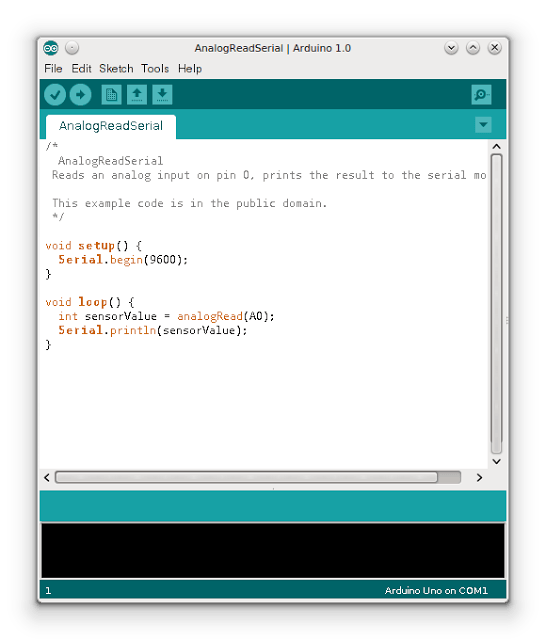 AnalogReadSerial | Arduino 1.0
File Edit Sketch Tools Help
AnalogReadSerial
/*
AnalogReadSerial
Reads an analog input on pin 0, prints the result to the serial mo
This example code is in the public domain.
*/
void setup() {
Serial.begin(9600);
}
void loop() {
int sensorValue = analogRead(A0);
Serial.println(sensorValue);
}
1
Arduino Uno on COM1